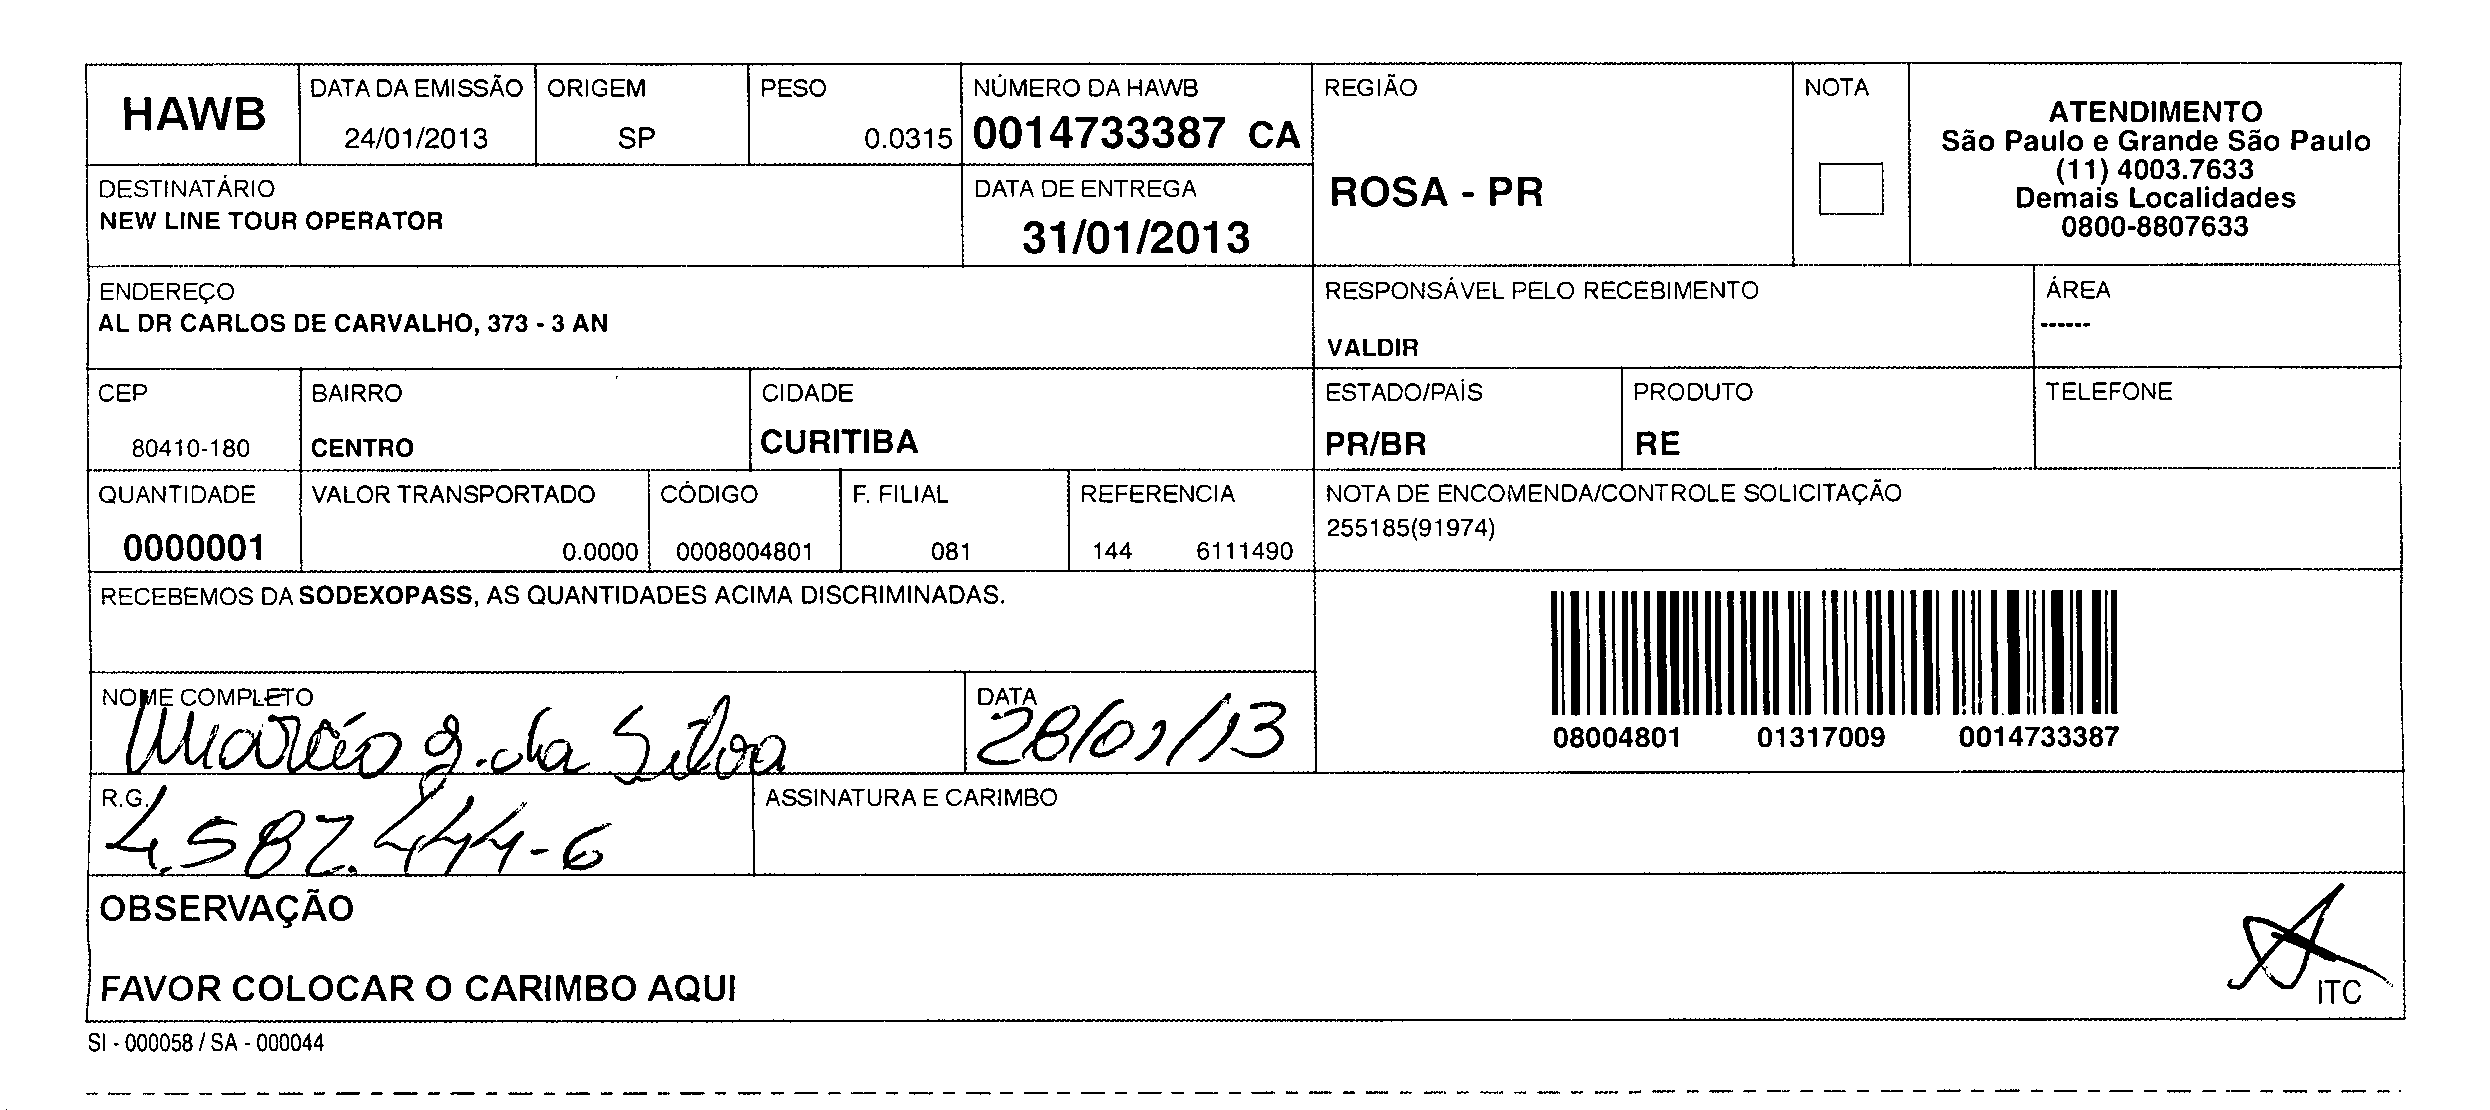 HAWB
DATA DA EMISSÃO
24/01/2013
ORIGEM
SP
PESO
0.0315
NÚMERO DA HAWB
0014733387 CA
REGIÃO
ROSA - PR
NOTA
ATENDIMENTO
São Paulo e Grande São Paulo
(11) 4003.7633
Demais Localidades
0800-8807633
DESTINATÁRIO
NEW LINE TOUR OPERATOR
DATA DE ENTREGA
31/01/2013
ENDEREÇO
AL DR CARLOS DE CARVALHO, 373 - 3 AN
RESPONSÁVEL PELO RECEBIMENTO
VALDIR
ÁREA
------
CEP
80410-180
BAIRRO
CENTRO
CIDADE
CURITIBA
ESTADO/PAÍS
PR/BR
PRODUTO
RE
TELEFONE
QUANTIDADE
0000001
VALOR TRANSPORTADO
0.0000
CÓDIGO
0008004801
F. FILIAL
081
REFERENCIA
144 6111490
NOTA DE ENCOMENDA/CONTROLE SOLICITAÇÃO
255185(91974)
RECEBEMOS DA SODEXOPASS, AS QUANTIDADES ACIMA DISCRIMINADAS.
08004801 01317009 0014733387
NOME COMPLETO
Marcio g. da Silva
DATA
28/01/13
R.G.
4.587.444-6
ASSINATURA E CARIMBO
OBSERVAÇÃO
FAVOR COLOCAR O CARIMBO AQUI
ITC
SI - 000058 / SA - 000044